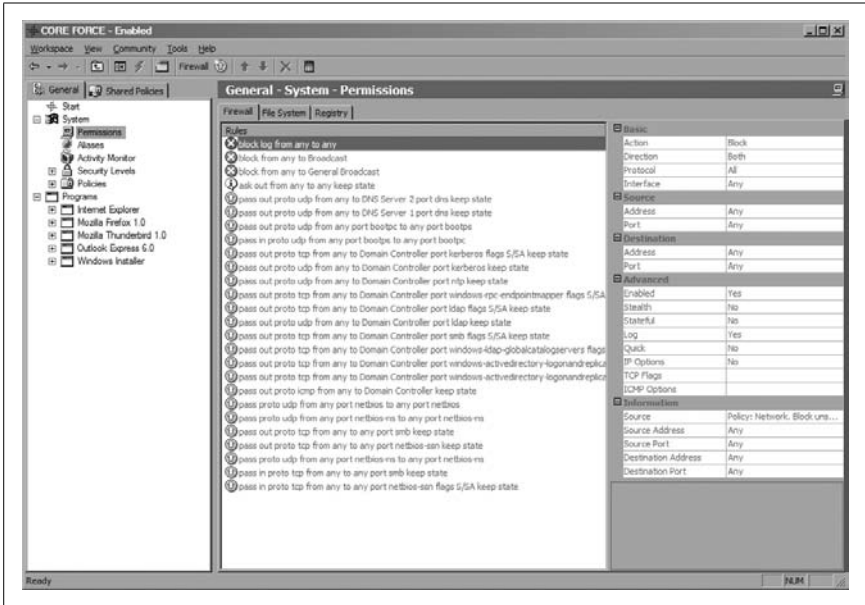 CORE FORCE - Enabled
Workspace View Community Tools Help
Firewall
General Shared Policies
General - System - Permissions
Start
System
Permissions
Aliases
Activity Monitor
Security Levels
Policies
Programs
Internet Explorer
Mozilla Firefox 1.0
Mozilla Thunderbird 1.0
Outlook Express 6.0
Windows Installer
Firewall File System Registry
Rules
block log from any to any
block from any to Broadcast
block from any to General Broadcast
ask out from any to any keep state
pass out proto udp from any to DNS Server 2 port dns keep state
pass out proto udp from any to DNS Server 1 port dns keep state
pass out proto udp from any port bootpc to any port bootps
pass in proto udp from any port bootps to any port bootpc
pass out proto tcp from any to Domain Controller port kerberos flags S/SA keep state
pass out proto udp from any to Domain Controller port kerberos keep state
pass out proto udp from any to Domain Controller port ntp keep state
pass out proto tcp from any to Domain Controller port windows-rpc-endpointmapper flags S/SA
pass out proto tcp from any to Domain Controller port ldap flags S/SA keep state
pass out proto udp from any to Domain Controller port ldap keep state
pass out proto tcp from any to Domain Controller port smb flags S/SA keep state
pass out proto tcp from any to Domain Controller port windows-ldap-globalcatalogservers flags
pass out proto tcp from any to Domain Controller port windows-activedirectory-logonandreplica
pass out proto tcp from any to Domain Controller port windows-activedirectory-logonandreplica
pass out proto icmp from any to Domain Controller keep state
pass proto udp from any port netbios to any port netbios
pass proto udp from any port netbios-ns to any port netbios-ns
pass out proto tcp from any to any port smb keep state
pass out proto tcp from any to any port netbios-ssn keep state
pass proto udp from any port netbios-ns to any port netbios-ns
pass in proto tcp from any to any port smb keep state
pass in proto tcp from any to any port netbios-ssn flags S/SA keep state
Basic
Action Block
Direction Both
Protocol All
Interface Any
Source
Address Any
Port Any
Destination
Address Any
Port Any
Advanced
Enabled Yes
Stealth No
Stateful No
Log Yes
Quick No
IP Options No
TCP Flags
ICMP Options
Information
Source Policy: Network. Block uns...
Source Address Any
Source Port Any
Destination Address Any
Destination Port Any
Ready
NUM